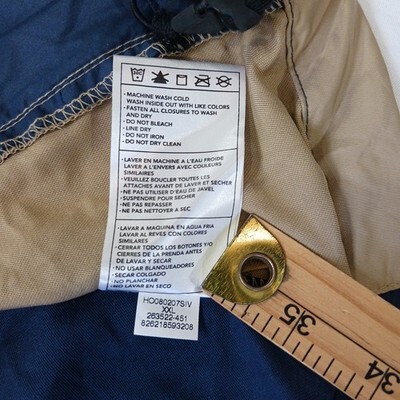 • MACHINE WASH COLD
WASH INSIDE OUT WITH LIKE COLORS
• FASTEN ALL CLOSURES TO WASH
AND DRY
• DO NOT BLEACH
• LINE DRY
• DO NOT IRON
• DO NOT DRY CLEAN
• LAVER EN MACHINE A L'EAU FROIDE
LAVER A L'ENVERS AVEC COULEURS
SIMILAIRES
• VEUILLEZ BOUCLER TOUTES LES
ATTACHES AVANT DE LAVER ET SECHER
• NE PAS UTILISER D'EAU DE JAVEL
• SUSPENDRE POUR SECHER
• NE PAS REPASSER
• NE PAS NETTOYER A SEC
• LAVAR A MAQUINA EN AGUA FRIA
LAVAR AL REVES CON COLORES
SIMILARES
• CERRAR TODOS LOS BOTONES Y/O
CIERRES DE LA PRENDA ANTES DE
LAVAR Y SECAR
• NO USAR BLANQUEADORES
• SECAR COLGADO
• NO PLANCHAR
• NO LAVAR EN SECO
HO080207SIV
XXL
263522-451
826218593208
35
34